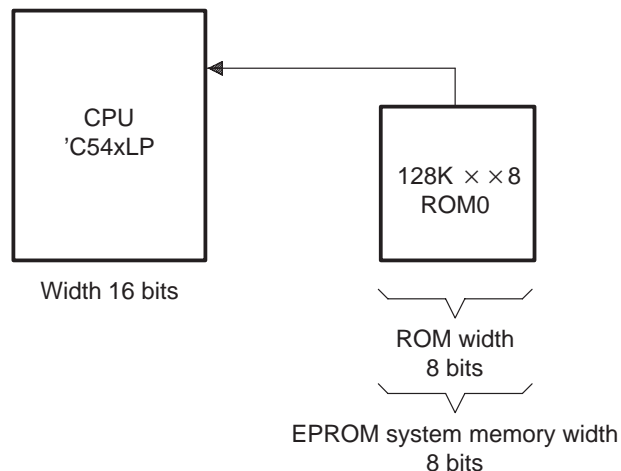 CPU
'C54xLP
128K × × 8
ROM0
Width 16 bits
ROM width
8 bits
EPROM system memory width
8 bits